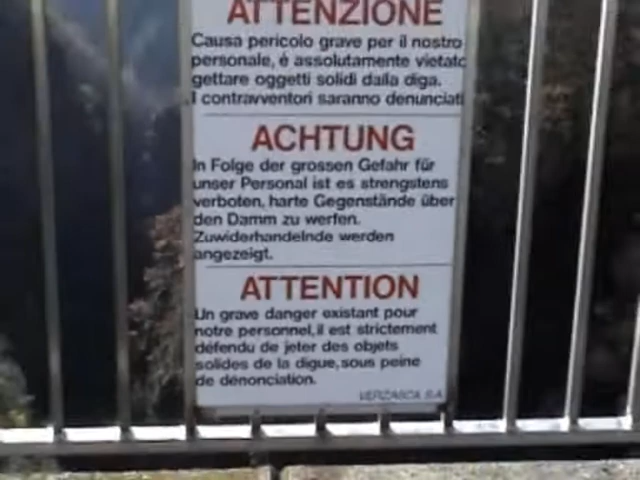 ATTENZIONE
Causa pericolo grave per il nostro
personale, é assolutamente vietato
gettare oggetti solidi dalla diga.
I contravventori saranno denunciati
ACHTUNG
In Folge der grossen Gefahr für
unser Personal ist es strengstens
verboten, harte Gegenstände über
den Damm zu werfen.
Zuwiderhandelnde werden
angezeigt.
ATTENTION
Un grave danger existant pour
notre personnel, il est strictement
défendu de jeter des objets
solides de la digue, sous peine
de dénonciation.
VERZASCA S.A